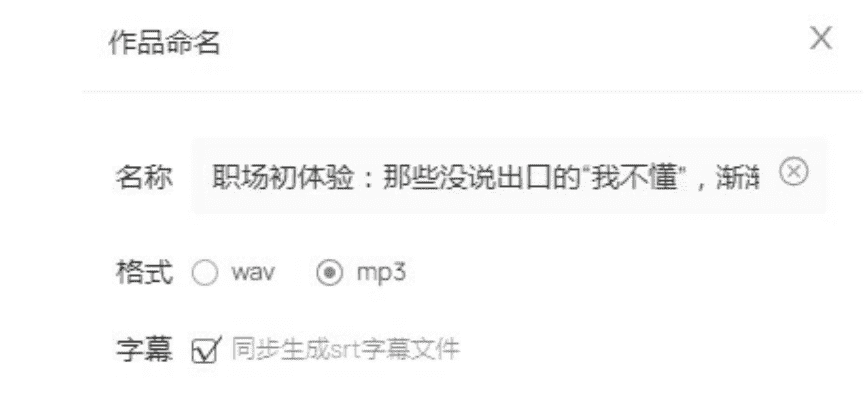 作品命名
名称 职场初体验：那些没说出口的“我不懂”，渐渐
格式 wav mp3
字幕 同步生成srt字幕文件